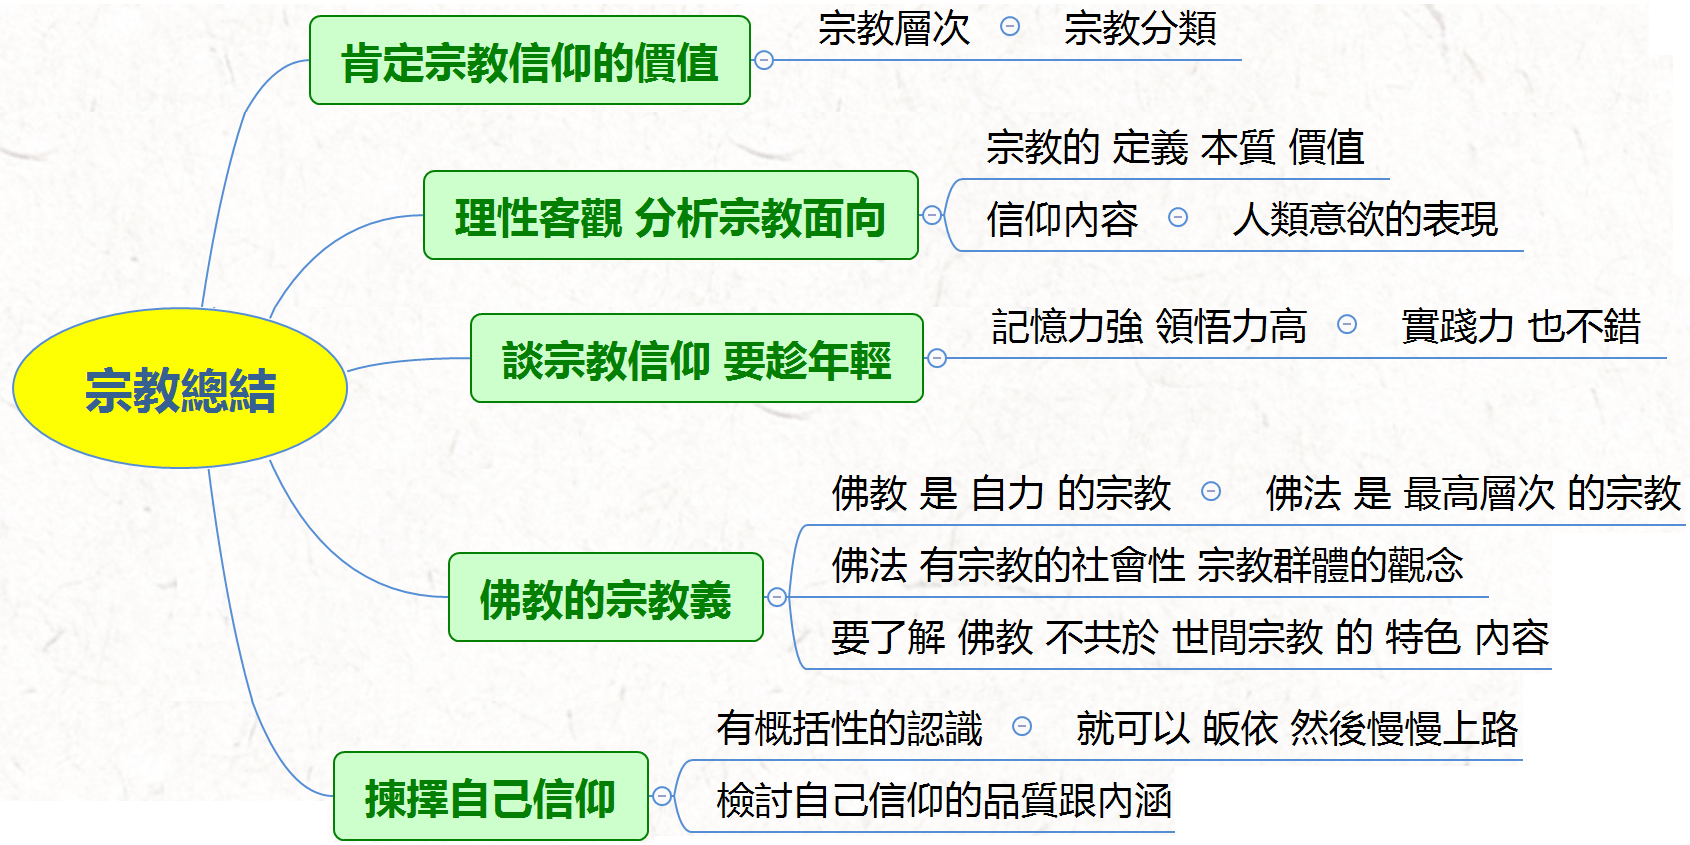 宗教總結
肯定宗教信仰的價值
宗教層次 宗教分類
理性客觀 分析宗教面向
宗教的 定義 本質 價值
信仰內容 人類意欲的表現
談宗教信仰 要趁年輕
記憶力強 領悟力高 實踐力 也不錯
佛教的宗教義
佛教 是 自力 的宗教 佛法 是 最高層次 的宗教
佛法 有宗教的社會性 宗教群體的觀念
要了解 佛教 不共於 世間宗教 的 特色 內容
揀擇自己信仰
有概括性的認識 就可以 皈依 然後慢慢上路
檢討自己信仰的品質跟內涵